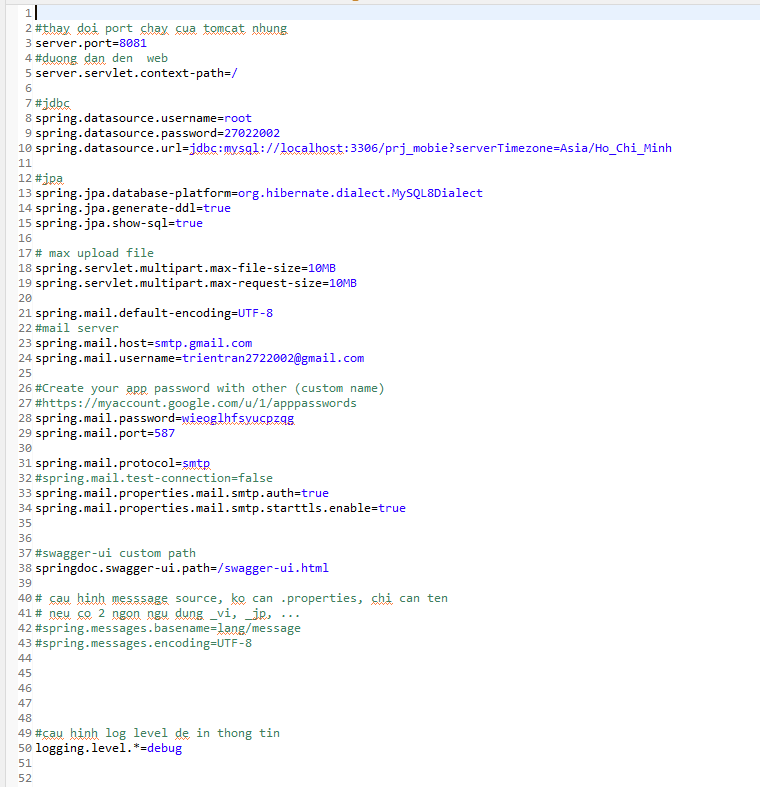 1
2 #thay doi port chay cua tomcat nhung
3 server.port=8081
4 #duong dan den  web
5 server.servlet.context-path=/
6
7 #jdbc
8 spring.datasource.username=root
9 spring.datasource.password=27022002
10 spring.datasource.url=jdbc:mysql://localhost:3306/prj_mobie?serverTimezone=Asia/Ho_Chi_Minh
11
12 #jpa
13 spring.jpa.database-platform=org.hibernate.dialect.MySQL8Dialect
14 spring.jpa.generate-ddl=true
15 spring.jpa.show-sql=true
16
17 # max upload file
18 spring.servlet.multipart.max-file-size=10MB
19 spring.servlet.multipart.max-request-size=10MB
20
21 spring.mail.default-encoding=UTF-8
22 #mail server
23 spring.mail.host=smtp.gmail.com
24 spring.mail.username=trientran2722002@gmail.com
25
26 #Create your app password with other (custom name)
27 #https://myaccount.google.com/u/1/apppasswords
28 spring.mail.password=wieoglhfsyucpzqg
29 spring.mail.port=587
30
31 spring.mail.protocol=smtp
32 #spring.mail.test-connection=false
33 spring.mail.properties.mail.smtp.auth=true
34 spring.mail.properties.mail.smtp.starttls.enable=true
35
36
37 #swagger-ui custom path
38 springdoc.swagger-ui.path=/swagger-ui.html
39
40 # cau hinh messsage source, ko can .properties, chi can ten
41 # neu co 2 ngon ngu dung _vi, _jp, ...
42 #spring.messages.basename=lang/message
43 #spring.messages.encoding=UTF-8
44
45
46
47
48
49 #cau hinh log level de in thong tin
50 logging.level.*=debug
51
52